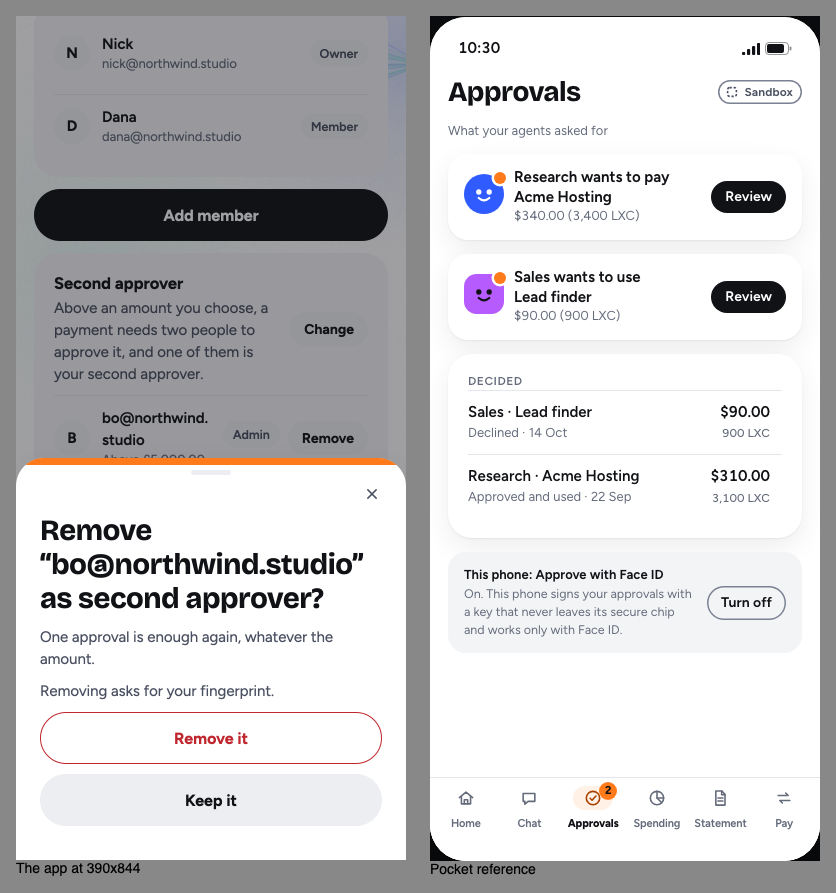 N
Nick
nick@northwind.studio
Owner
D
Dana
dana@northwind.studio
Member
Add member
Second approver
Above an amount you choose, a
payment needs two people to
approve it, and one of them is
your second approver.
Change
B
bo@northwind.
studio
Admin
Remove
Remove
“bo@northwind.studio”
as second approver?
One approval is enough again, whatever the
amount.
Removing asks for your fingerprint.
Remove it
Keep it
The app at 390x844
10:30
Approvals
Sandbox
What your agents asked for
Research wants to pay
Acme Hosting
$340.00 (3,400 LXC)
Review
Sales wants to use
Lead finder
$90.00 (900 LXC)
Review
DECIDED
Sales · Lead finder
$90.00
Declined · 14 Oct
900 LXC
Research · Acme Hosting
$310.00
Approved and used · 22 Sep
3,100 LXC
This phone: Approve with Face ID
On. This phone signs your approvals with
a key that never leaves its secure chip
and works only with Face ID.
Turn off
2
Home
Chat
Approvals
Spending
Statement
Pay
Pocket reference